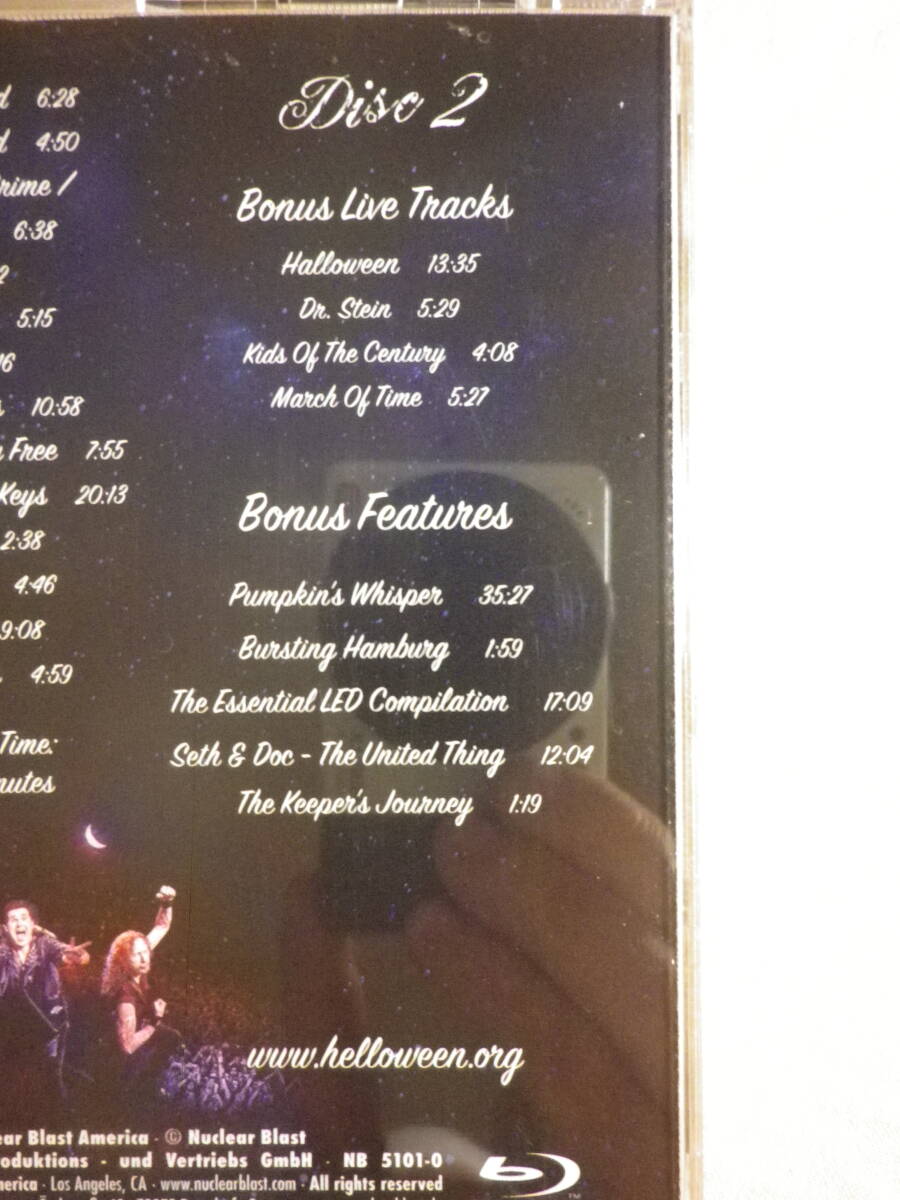 6:28
4:50
/
6:38
2
5:15
10:58
Free 7:55
Keys 20:13
2:38
4:46
9:08
4:59
Time:
Disc 2
Bonus Live Tracks
Halloween 13:35
Dr. Stein 5:29
Kids Of The Century 4:08
March Of Time 5:27
Bonus Features
Pumpkin's Whisper 35:27
Bursting Hamburg 1:59
The Essential LED Compilation 17:09
Seth & Doc - The United Thing 12:04
The Keeper's Journey 1:19
www.helloween.org
Blast America · © Nuclear Blast
und Vertriebs GmbH · NB 5101-0
· Los Angeles, CA · www.nuclearblast.com · All rights reserved